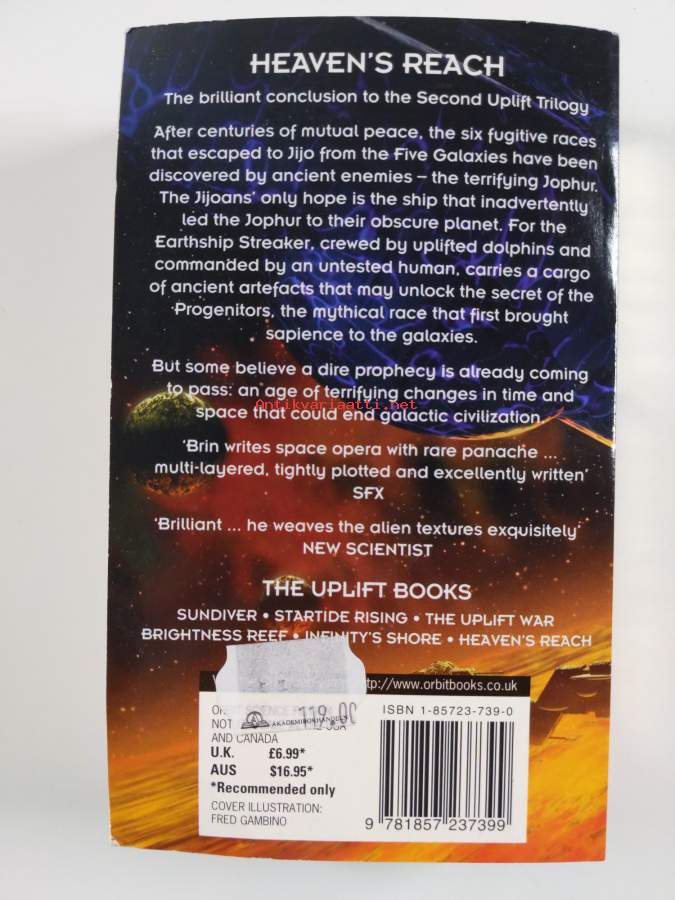 HEAVEN'S REACH
The brilliant conclusion to the Second Uplift Trilogy
After centuries of mutual peace, the six fugitive races
that escaped to Jijo from the Five Galaxies have been
discovered by ancient enemies – the terrifying Jophur.
The Jijoans' only hope is the ship that inadvertently
led the Jophur to their obscure planet. For the
Earthship Streaker, crewed by uplifted dolphins and
commanded by an untested human, carries a cargo
of ancient artefacts that may unlock the secret of the
Progenitors, the mythical race that first brought
sapience to the galaxies.
But some believe a dire prophecy is already coming
to pass: an age of terrifying changes in time and
Antikvariaatti.net
space that could end galactic civilization.
'Brin writes space opera with rare panache ...
multi-layered, tightly plotted and excellently written'
SFX
'Brilliant ... he weaves the alien textures exquisitely'
NEW SCIENTIST
THE UPLIFT BOOKS
SUNDIVER • STARTIDE RISING • THE UPLIFT WAR
BRIGHTNESS REEF • INFINITY'S SHORE • HEAVEN'S REACH
http://www.orbitbooks.co.uk
119.00
AKADEMIBOKHANDELN
NOT
AND CANADA
U.K. £6.99*
AUS $16.95*
*Recommended only
COVER ILLUSTRATION:
FRED GAMBINO
ISBN 1-85723-739-0
9 781857 237399